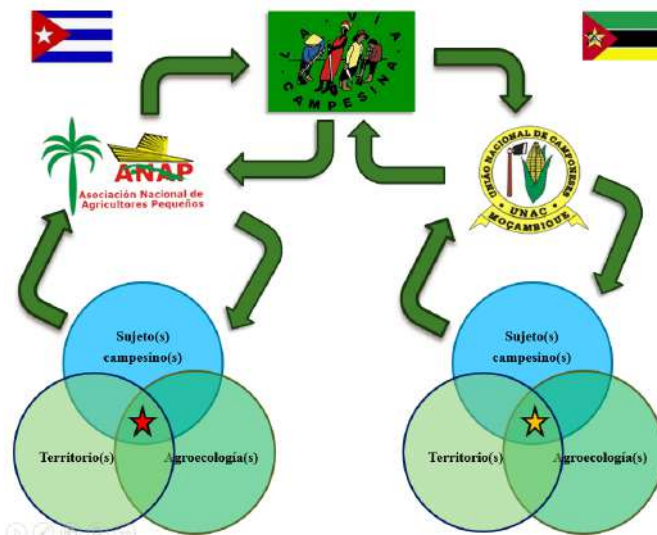 LA VIA
CAMPESINA
ANAP
Asociación Nacional de
Agricultores Pequeños
UNIÃO NACIONAL DE CAMPONESES
UNAC
MOÇAMBIQUE
Sujeto(s)
campesino(s)
Territorio(s)
Agroecología(s)
Sujeto(s)
campesino(s)
Territorio(s)
Agroecología(s)